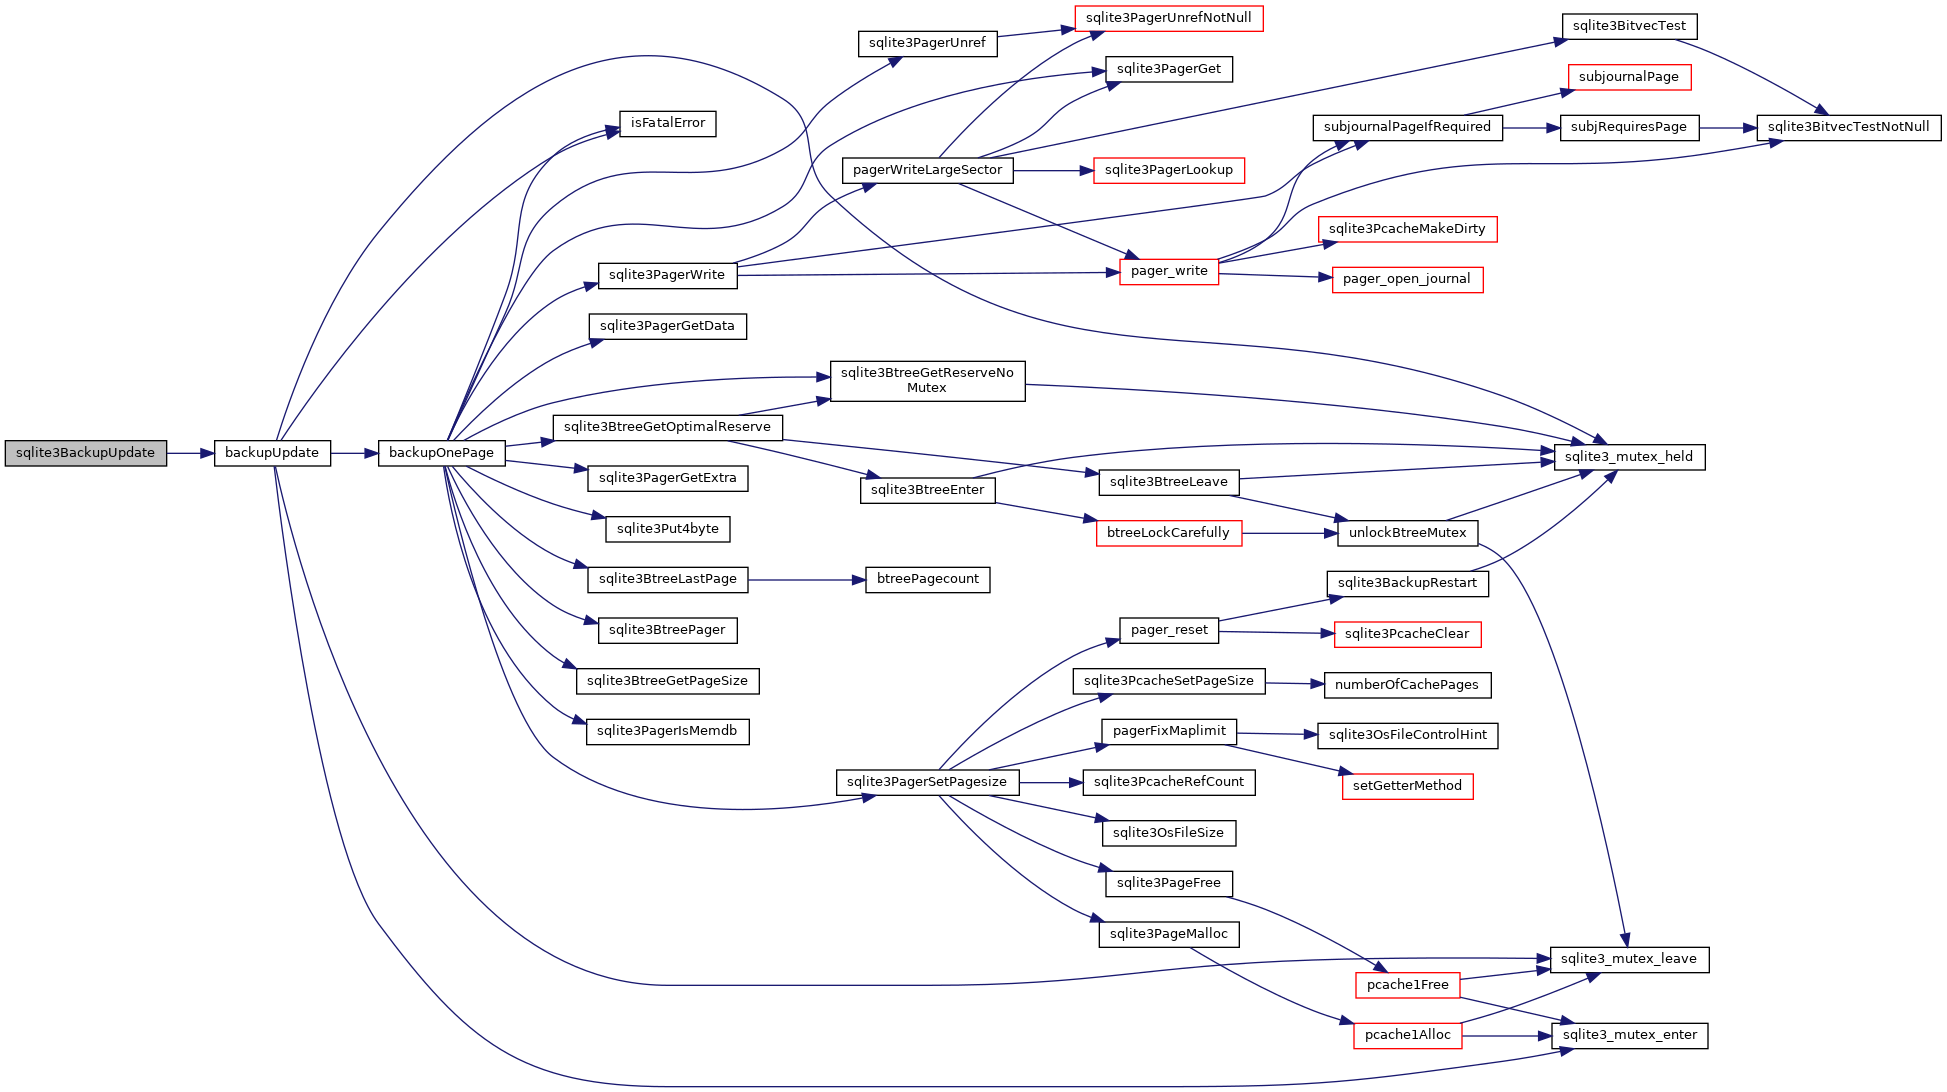 sqlite3BackupUpdate
backupUpdate
backupOnePage
isFatalError
sqlite3PagerWrite
sqlite3PagerGetData
sqlite3BtreeGetOptimalReserve
sqlite3PagerGetExtra
sqlite3Put4byte
sqlite3BtreeLastPage
sqlite3BtreePager
sqlite3BtreeGetPageSize
sqlite3PagerIsMemdb
sqlite3PagerUnref
pagerWriteLargeSector
sqlite3BtreeGetReserveNo
Mutex
sqlite3BtreeEnter
btreePagecount
sqlite3PagerSetPagesize
sqlite3PagerUnrefNotNull
sqlite3PagerGet
sqlite3PagerLookup
pager_write
sqlite3BtreeLeave
btreeLockCarefully
pager_reset
sqlite3PcacheSetPageSize
pagerFixMaplimit
sqlite3PcacheRefCount
sqlite3OsFileSize
sqlite3PageFree
sqlite3PageMalloc
subjournalPageIfRequired
sqlite3PcacheMakeDirty
pager_open_journal
unlockBtreeMutex
sqlite3BackupRestart
sqlite3PcacheClear
numberOfCachePages
sqlite3OsFileControlHint
setGetterMethod
pcache1Free
pcache1Alloc
sqlite3BitvecTest
subjournalPage
subjRequiresPage
sqlite3_mutex_held
sqlite3_mutex_leave
sqlite3_mutex_enter
sqlite3BitvecTestNotNull